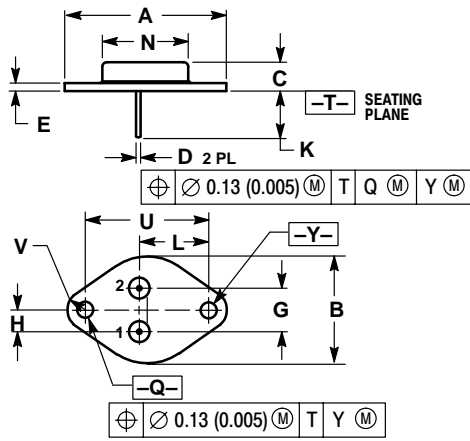 A
N
C
E
–T– SEATING PLANE
K
D 2 PL
⌖ ∅ 0.13 (0.005) Ⓜ T Q Ⓜ Y Ⓜ
U
V
L
–Y–
2
H
G
B
1
–Q–
⌖ ∅ 0.13 (0.005) Ⓜ T Y Ⓜ